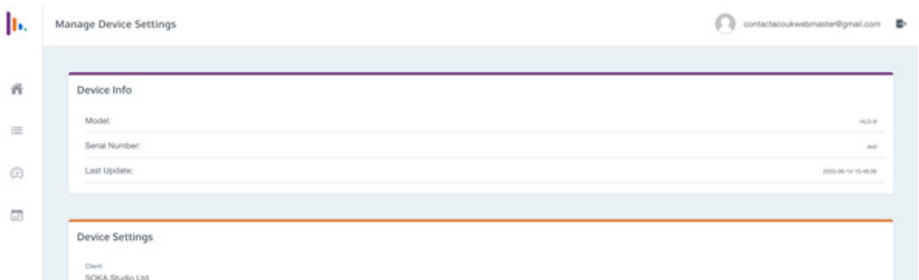 Manage Device Settings
contactacoukwebmaster@gmail.com
Device Info
Model:
Serial Number:
Last Update:
Device Settings
Client:
SOKA Studio Ltd